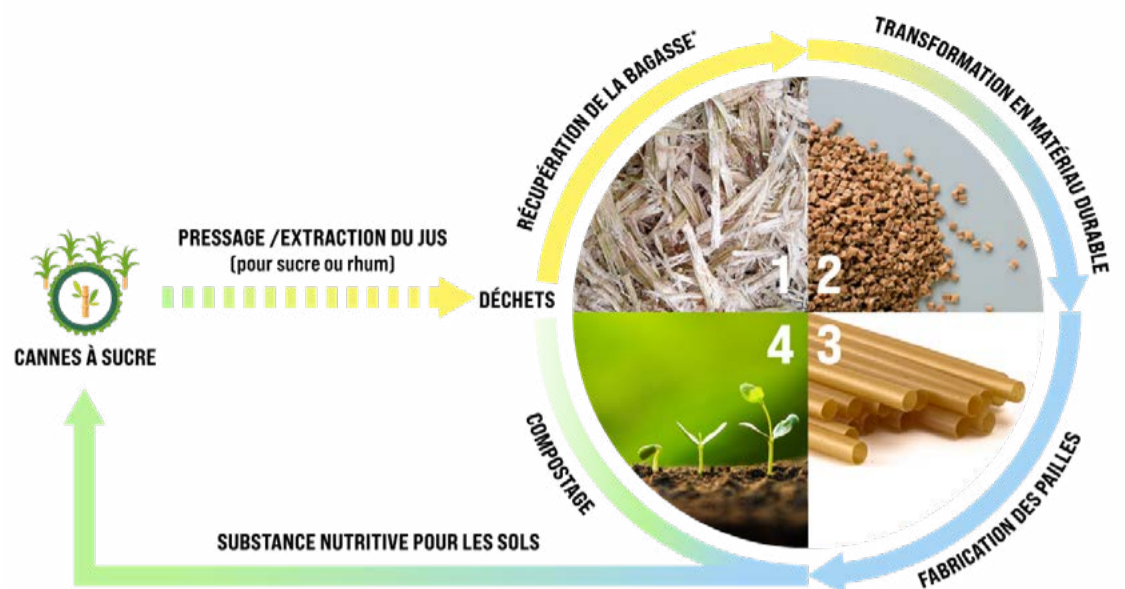 RÉCUPÉRATION DE LA BAGASSE*
TRANSFORMATION EN MATÉRIAU DURABLE
PRESSAGE /EXTRACTION DU JUS
(pour sucre ou rhum)
DÉCHETS
CANNES À SUCRE
1
2
4
3
COMPOSTAGE
FABRICATION DES PAILLES
SUBSTANCE NUTRITIVE POUR LES SOLS